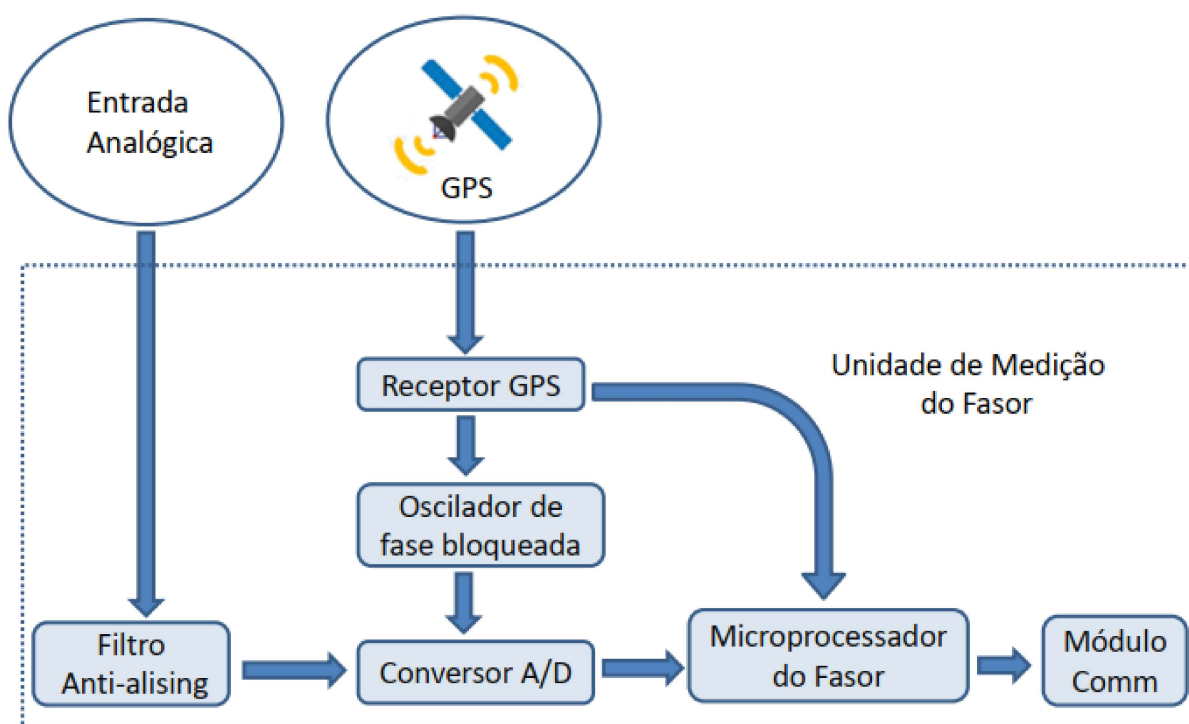 Entrada
Analógica
GPS
Receptor GPS
Unidade de Medição
do Fasor
Oscilador de
fase bloqueada
Filtro
Anti-alising
Conversor A/D
Microprocessador
do Fasor
Módulo
Comm